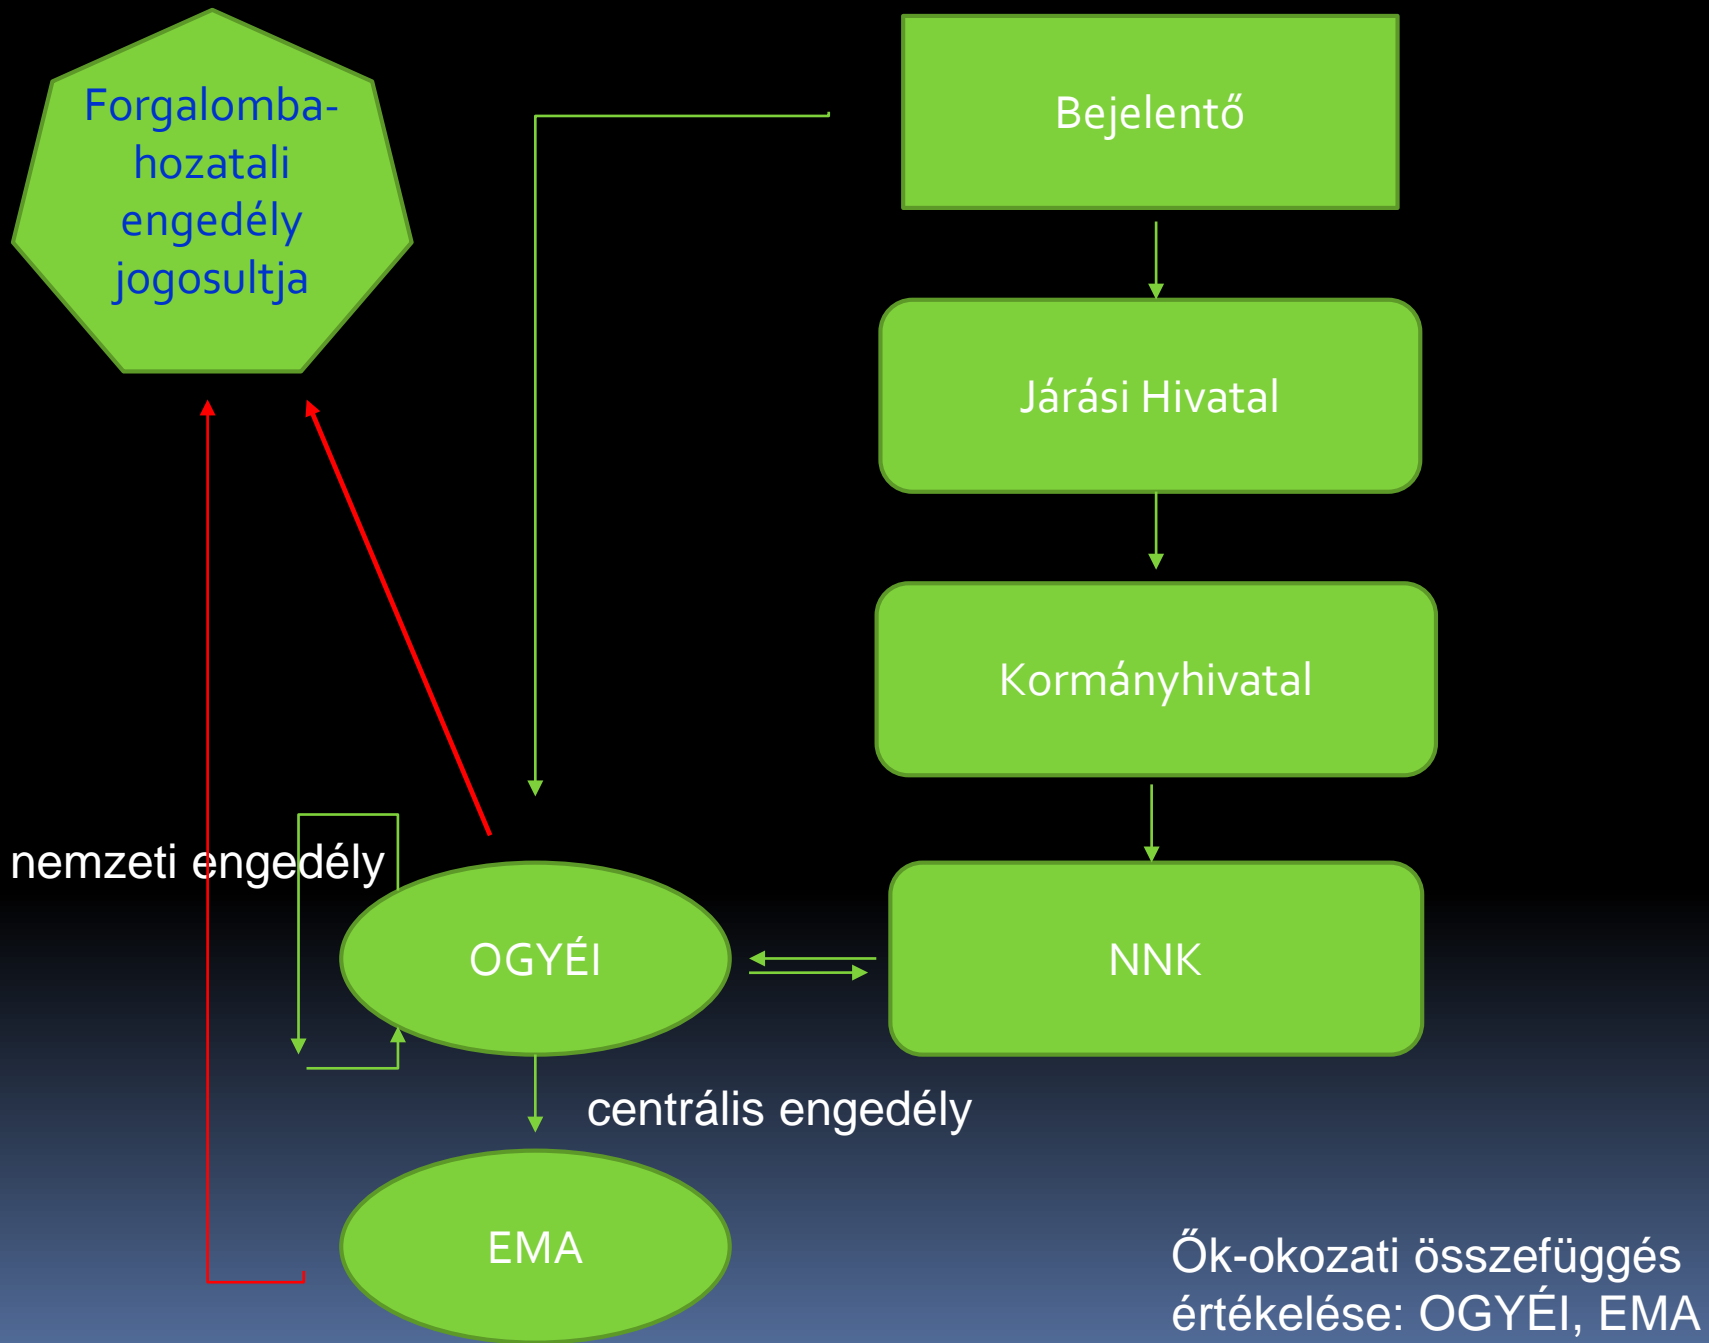 Forgalomba-
hozatali
engedély
jogosultja
Bejelentő
Járási Hivatal
Kormányhivatal
nemzeti engedély
OGYÉI
NNK
centrális engedély
EMA
Ők-okozati összefüggés
értékelése: OGYÉI, EMA